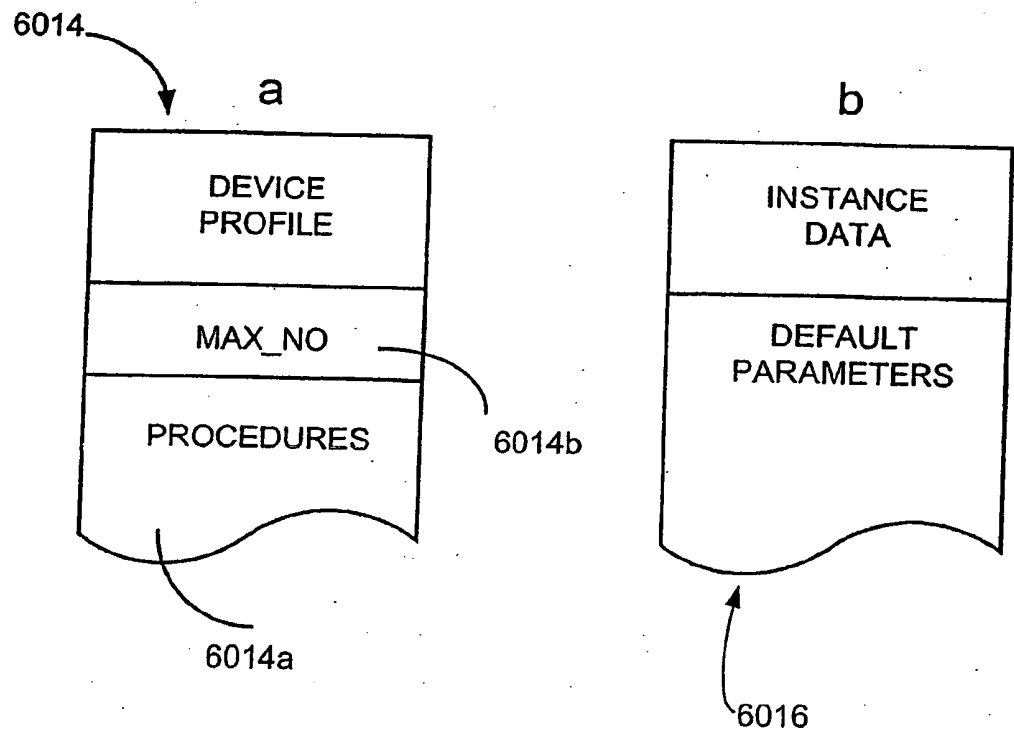 6014
a
DEVICE
PROFILE
MAX_NO
6014b
PROCEDURES
6014a
b
INSTANCE
DATA
DEFAULT
PARAMETERS
6016